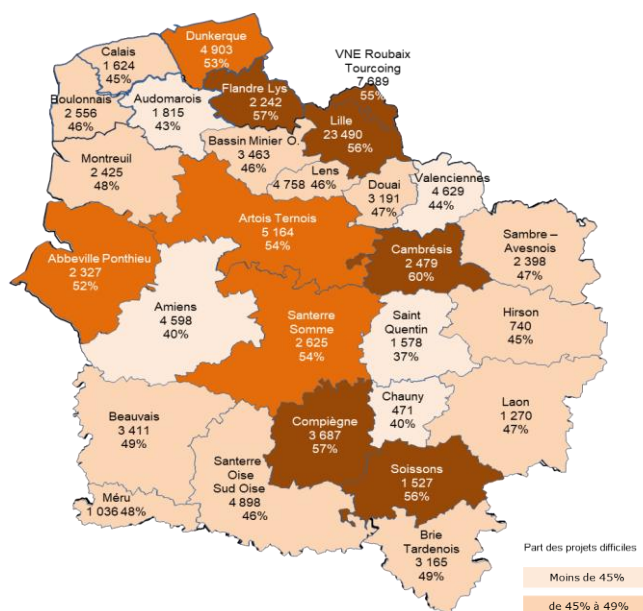 Dunkerque
4 903
53%
VNE Roubaix
Tourcoing
7 689
55%
Calais
1 624
45%
Flandre Lys
2 242
57%
Boulonnais
2 556
46%
Audomarois
1 815
43%
Lille
23 490
56%
Bassin Minier O.
3 463
46%
Montreuil
2 425
48%
Lens
4 758 46%
Douai
3 191
47%
Valenciennes
4 629
44%
Artois Ternois
5 164
54%
Sambre –
Avesnois
2 398
47%
Cambrésis
2 479
60%
Abbeville Ponthieu
2 327
52%
Amiens
4 598
40%
Santerre
Somme
2 625
54%
Saint
Quentin
1 578
37%
Hirson
740
45%
Chauny
471
40%
Laon
1 270
47%
Beauvais
3 411
49%
Compiègne
3 687
57%
Santerre
Oise
Sud Oise
4 898
46%
Soissons
1 527
56%
Méru
1 036 48%
Brie
Tardenois
3 165
49%
Part des projets difficiles
Moins de 45%
de 45% à 49%